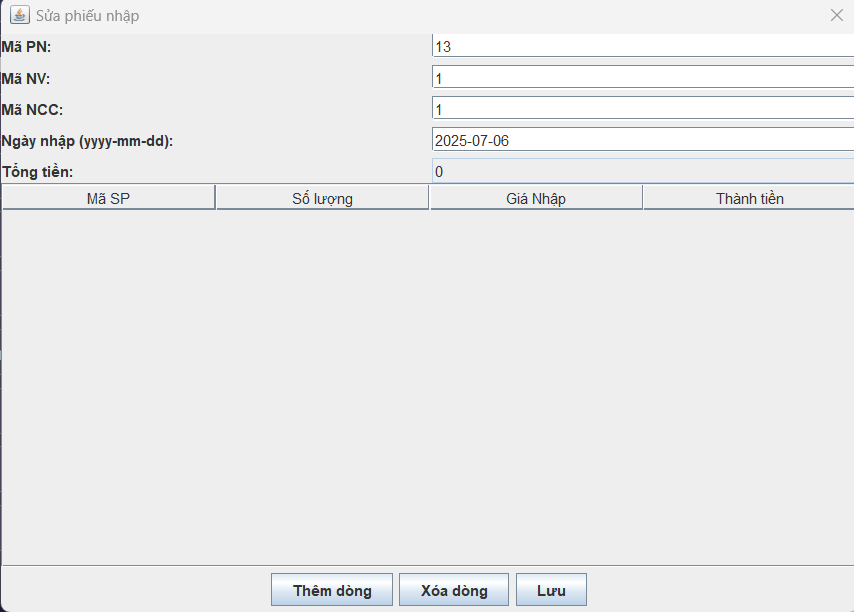 Sửa phiếu nhập
Mã PN: 13
Mã NV: 1
Mã NCC: 1
Ngày nhập (yyyy-mm-dd): 2025-07-06
Tổng tiền: 0
Mã SP Số lượng Giá Nhập Thành tiền
Thêm dòng Xóa dòng Lưu